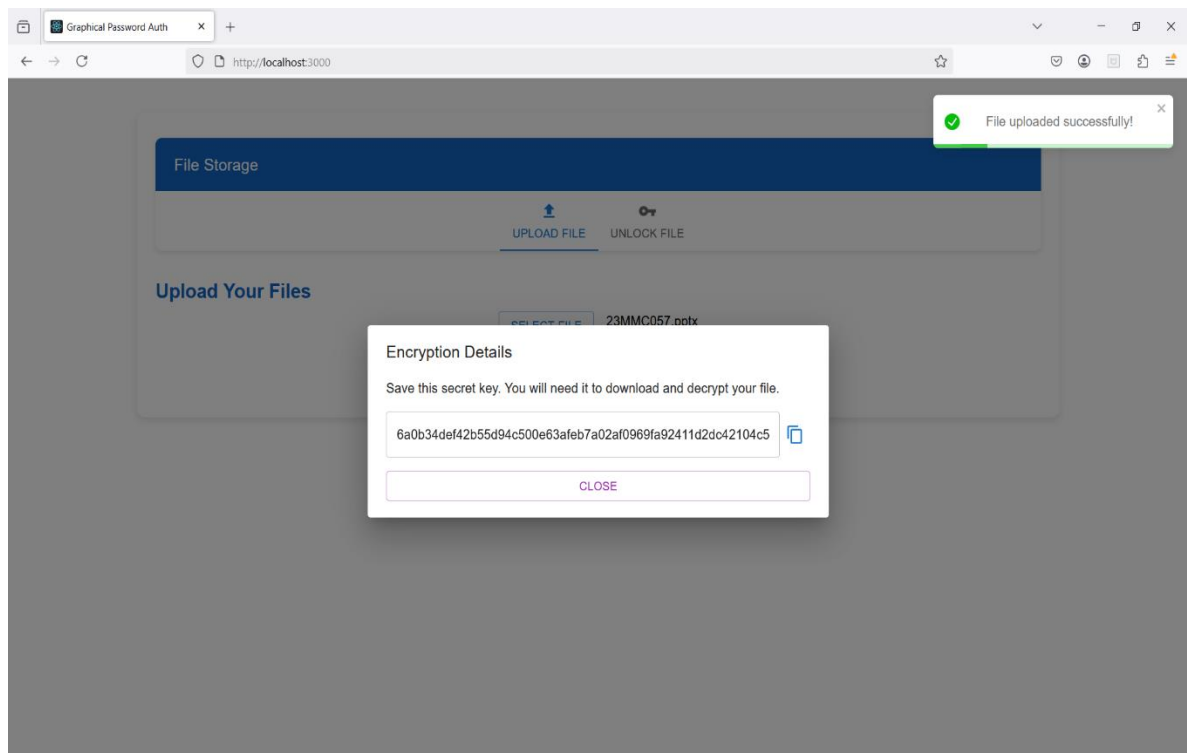 Graphical Password Auth
http://localhost:3000
File uploaded successfully!
File Storage
UPLOAD FILE UNLOCK FILE
Upload Your Files
SELECT FILE 23MMC057.pptx
Encryption Details
Save this secret key. You will need it to download and decrypt your file.
6a0b34def42b55d94c500e63afeb7a02af0969fa92411d2dc42104c5
CLOSE